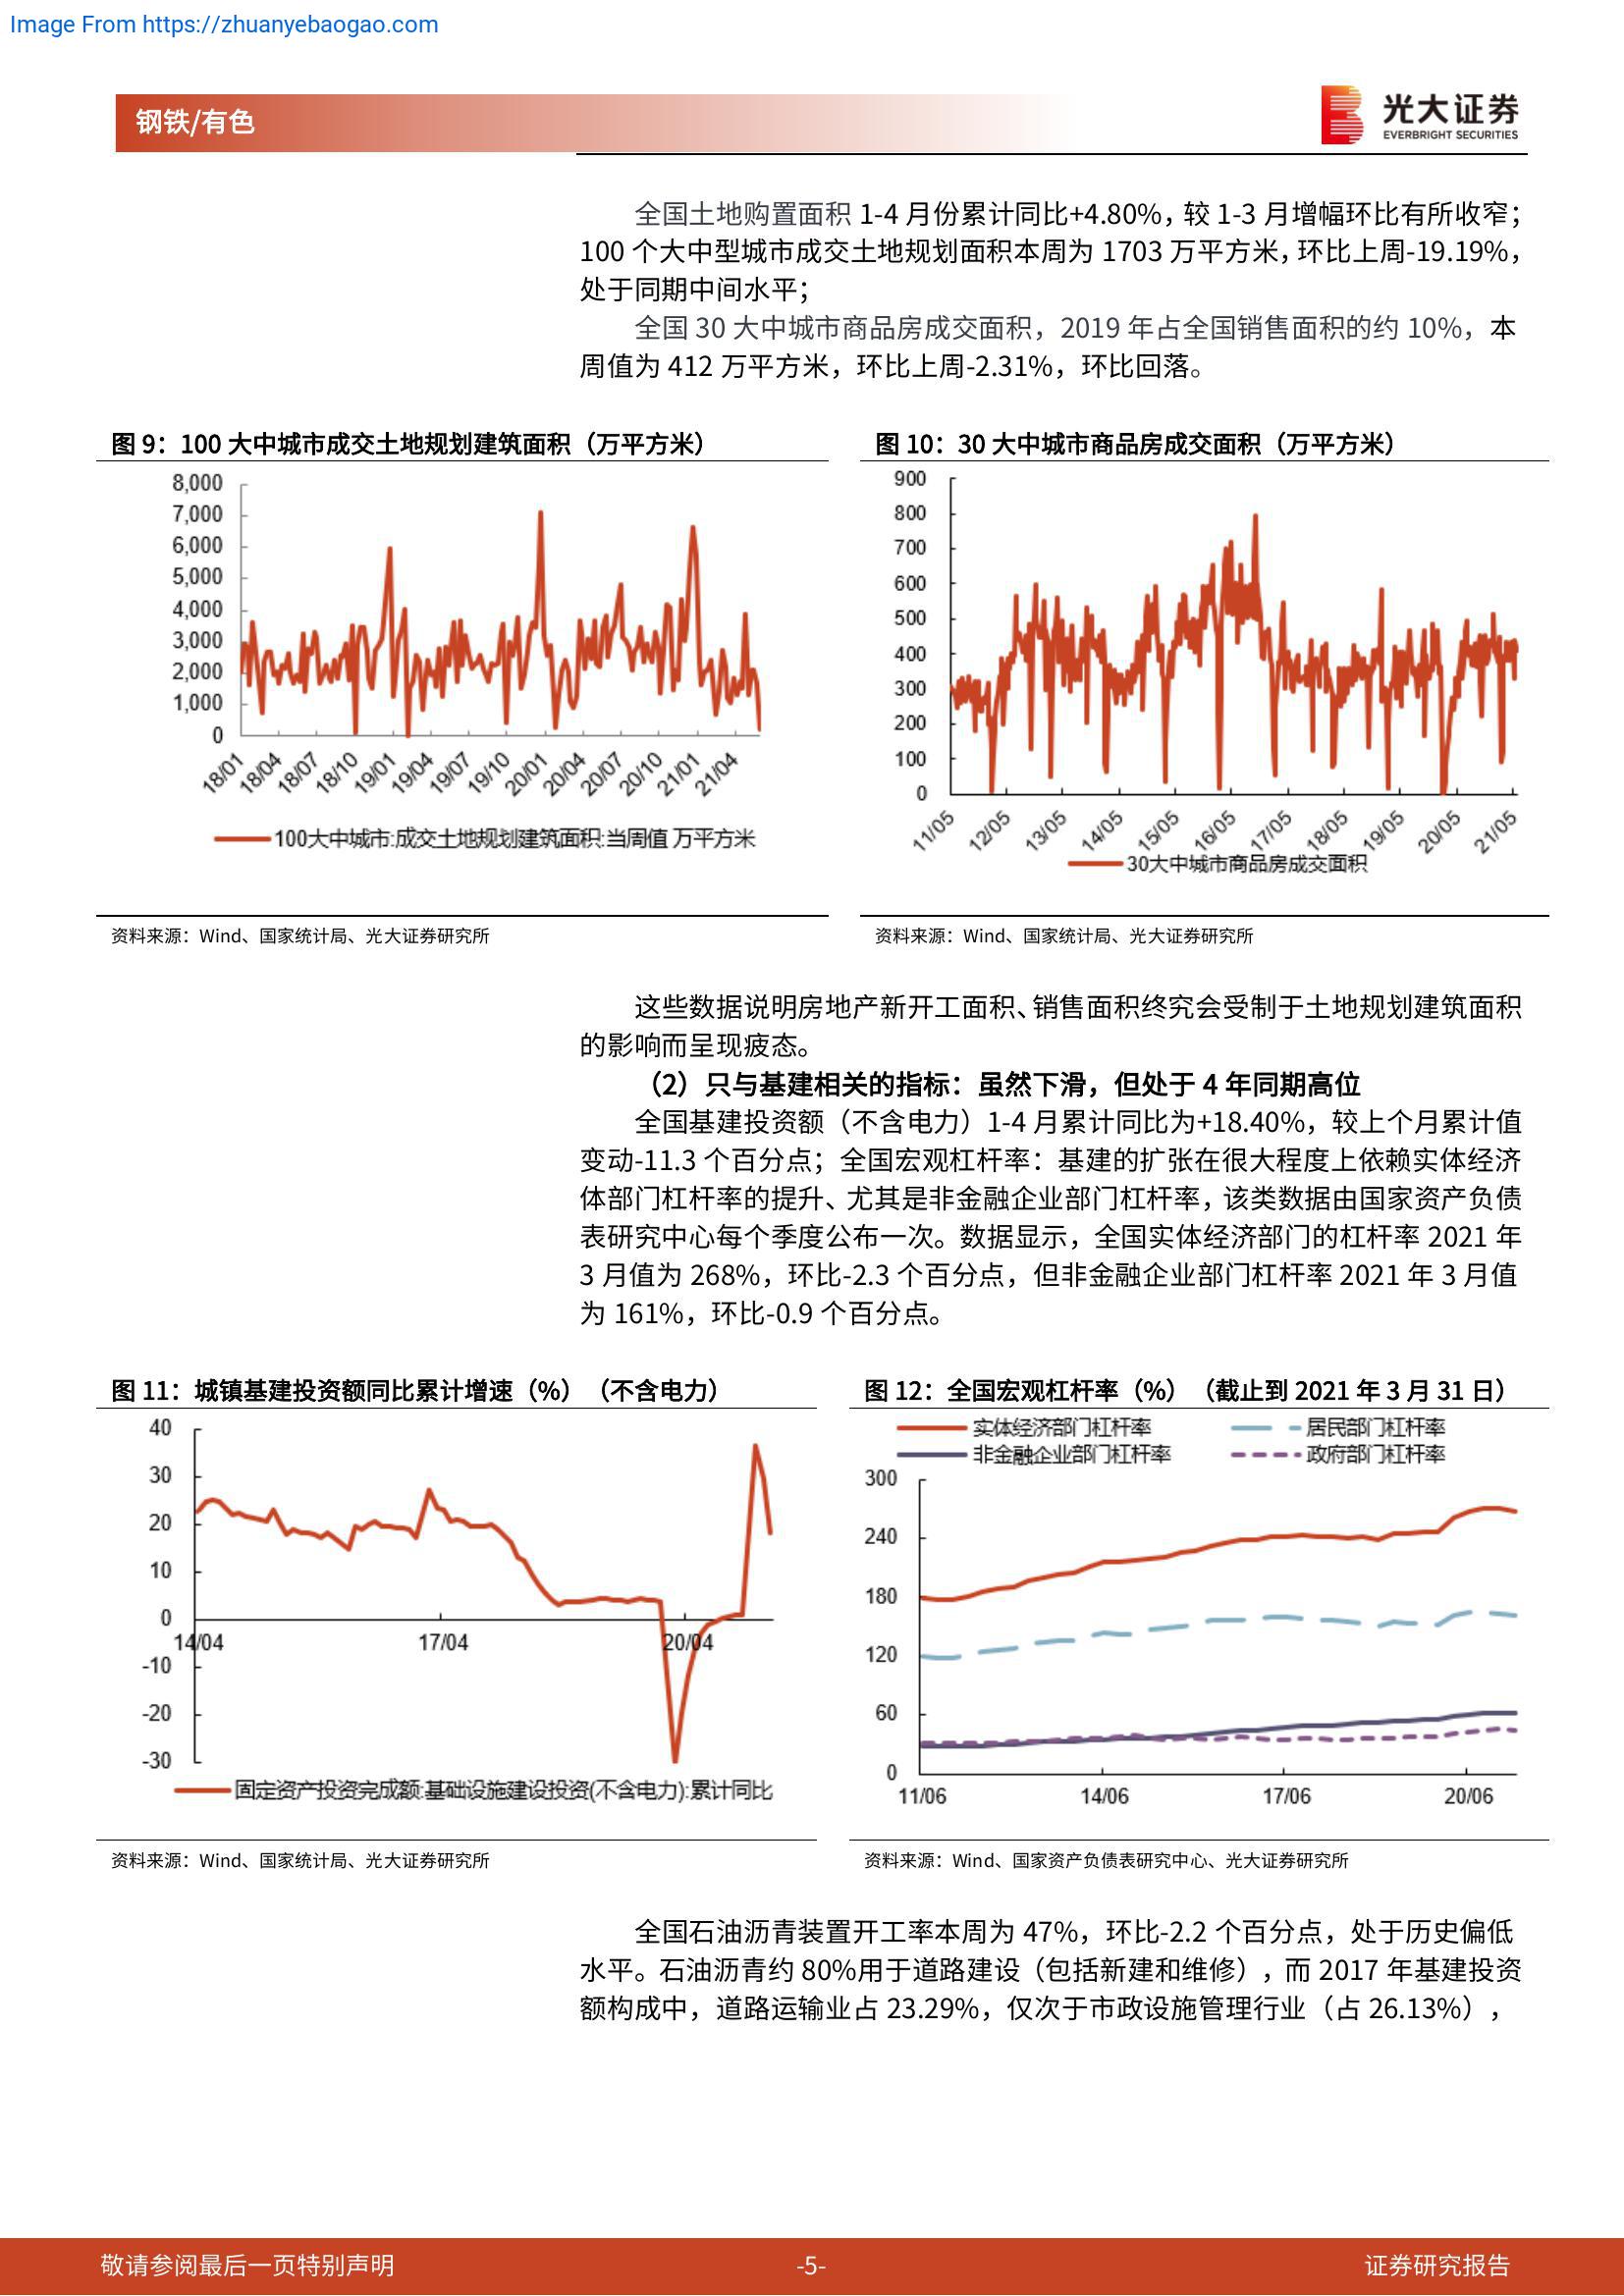 Image From https://zhuanyebaogao.com
钢铁/有色
光大证券
EVERBRIGHT SECURITIES
全国土地购置面积 1-4 月份累计同比+4.80%，较 1-3 月增幅环比有所收窄；
100 个大中型城市成交土地规划面积本周为 1703 万平方米，环比上周-19.19%，
处于同期中间水平；
全国 30 大中城市商品房成交面积，2019 年占全国销售面积的约 10%，本
周值为 412 万平方米，环比上周-2.31%，环比回落。
图 9：100 大中城市成交土地规划建筑面积（万平方米）
8,000
7,000
6,000
5,000
4,000
3,000
2,000
1,000
0
18/01 18/04 18/07 18/10 19/01 19/04 19/07 19/10 20/01 20/04 20/07 20/10 21/01 21/04
100大中城市:成交土地规划建筑面积:当周值 万平方米
资料来源：Wind、国家统计局、光大证券研究所
图 10：30 大中城市商品房成交面积（万平方米）
900
800
700
600
500
400
300
200
100
0
11/05 12/05 13/05 14/05 15/05 16/05 17/05 18/05 19/05 20/05 21/05
30大中城市商品房成交面积
资料来源：Wind、国家统计局、光大证券研究所
这些数据说明房地产新开工面积、销售面积终究会受制于土地规划建筑面积
的影响而呈现疲态。
（2）只与基建相关的指标：虽然下滑，但处于 4 年同期高位
全国基建投资额（不含电力）1-4 月累计同比为+18.40%，较上个月累计值
变动-11.3 个百分点；全国宏观杠杆率：基建的扩张在很大程度上依赖实体经济
体部门杠杆率的提升、尤其是非金融企业部门杠杆率，该类数据由国家资产负债
表研究中心每个季度公布一次。数据显示，全国实体经济部门的杠杆率 2021 年
3 月值为 268%，环比-2.3 个百分点，但非金融企业部门杠杆率 2021 年 3 月值
为 161%，环比-0.9 个百分点。
图 11：城镇基建投资额同比累计增速（%）（不含电力）
40
30
20
10
0
-10
-20
-30
14/04 17/04 20/04
固定资产投资完成额:基础设施建设投资(不含电力):累计同比
资料来源：Wind、国家统计局、光大证券研究所
图 12：全国宏观杠杆率（%）（截止到 2021 年 3 月 31 日）
实体经济部门杠杆率 居民部门杠杆率
非金融企业部门杠杆率 政府部门杠杆率
300
240
180
120
60
0
11/06 14/06 17/06 20/06
资料来源：Wind、国家资产负债表研究中心、光大证券研究所
全国石油沥青装置开工率本周为 47%，环比-2.2 个百分点，处于历史偏低
水平。石油沥青约 80%用于道路建设（包括新建和维修），而 2017 年基建投资
额构成中，道路运输业占 23.29%，仅次于市政设施管理行业（占 26.13%），
敬请参阅最后一页特别声明
-5-
证券研究报告